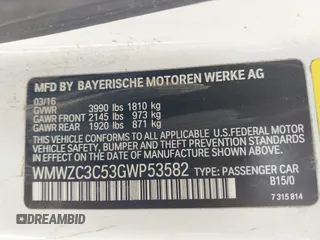 MFD BY BAYERISCHE MOTOREN WERKE AG
03/16
GVWR 3990 lbs 1810 kg
GAWR FRONT 2145 lbs 973 kg
GAWR REAR 1920 lbs 871 kg
THIS VEHICLE CONFORMS TO ALL APPLICABLE U.S. FEDERAL MOTOR VEHICLE SAFETY, BUMPER, AND THEFT PREVENTION STANDARDS IN EFFECT ON THE DATE OF MANUFACTURE SHOWN ABOVE.
WMWZC3C53GWP53582 TYPE: PASSENGER CAR
B15/0
7 315 814
BIDHISTORY